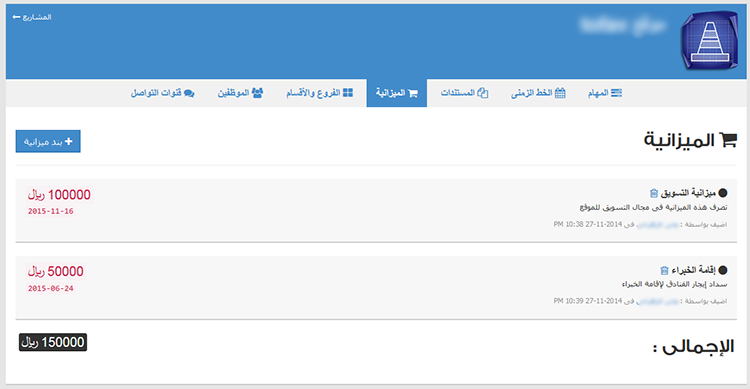 المشاريع
المهام
الخط الزمنى
المستندات
الميزانية
الفروع والأقسام
الموظفين
قنوات التواصل
الميزانية
بند ميزانية
ميزانية التسويق
100000 ريال
تصرف هذه الميزانية فى مجال التسويق للموقع
2015-11-16
اضيف بواسطة : فى 2014-11-27 10:38 PM
إقامة الخبراء
50000 ريال
سداد إيجار الفنادق لإقامة الخبراء
2015-06-24
اضيف بواسطة : فى 2014-11-27 10:39 PM
الإجمالى :
150000 ريال